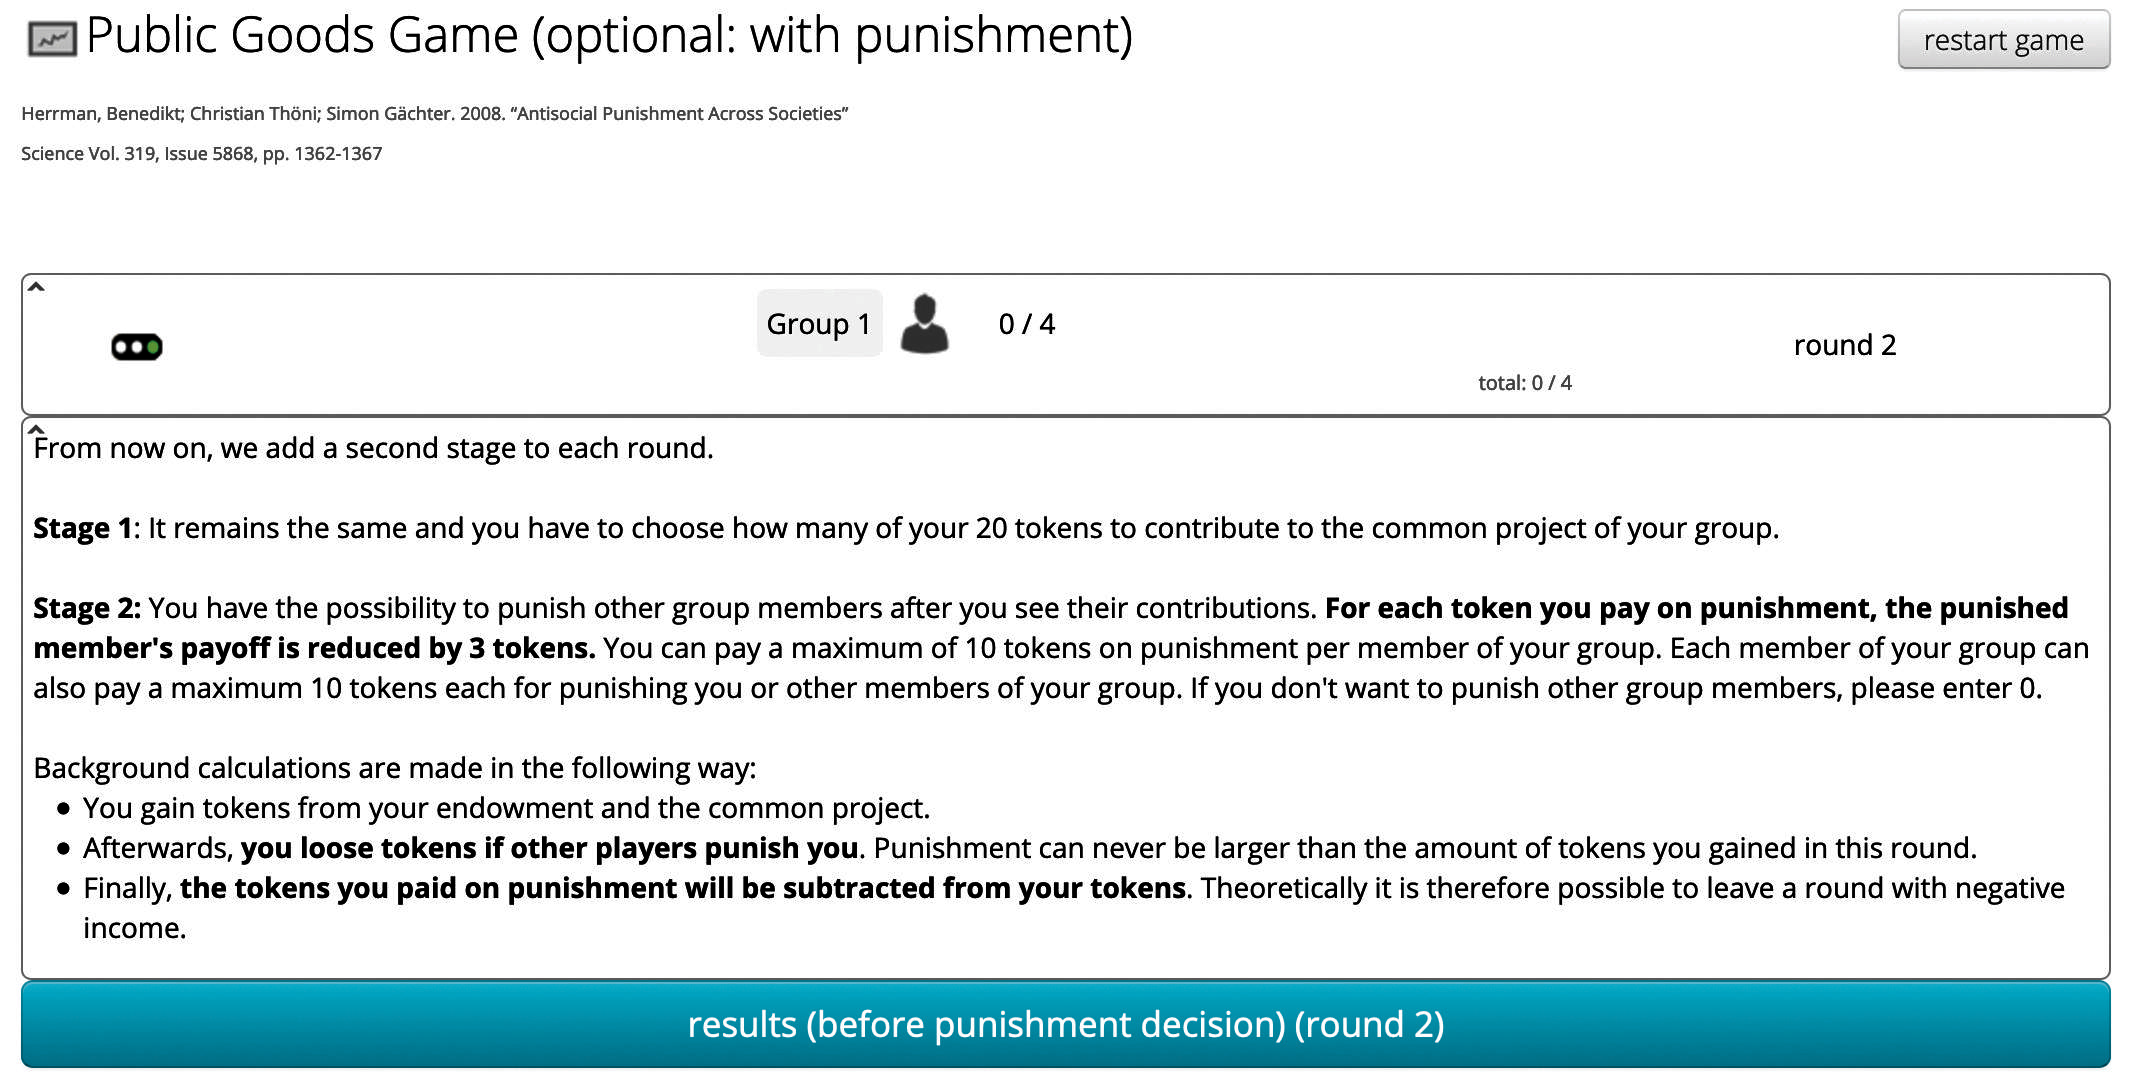 Public Goods Game (optional: with punishment)
restart game
Herrman, Benedikt; Christian Thöni; Simon Gächter. 2008. “Antisocial Punishment Across Societies”
Science Vol. 319, Issue 5868, pp. 1362-1367
Group 1
0 / 4
round 2
total: 0 / 4
From now on, we add a second stage to each round.
Stage 1: It remains the same and you have to choose how many of your 20 tokens to contribute to the common project of your group.
Stage 2: You have the possibility to punish other group members after you see their contributions. For each token you pay on punishment, the punished
member's payoff is reduced by 3 tokens. You can pay a maximum of 10 tokens on punishment per member of your group. Each member of your group can
also pay a maximum 10 tokens each for punishing you or other members of your group. If you don't want to punish other group members, please enter 0.
Background calculations are made in the following way:
• You gain tokens from your endowment and the common project.
• Afterwards, you loose tokens if other players punish you. Punishment can never be larger than the amount of tokens you gained in this round.
• Finally, the tokens you paid on punishment will be subtracted from your tokens. Theoretically it is therefore possible to leave a round with negative
income.
results (before punishment decision) (round 2)